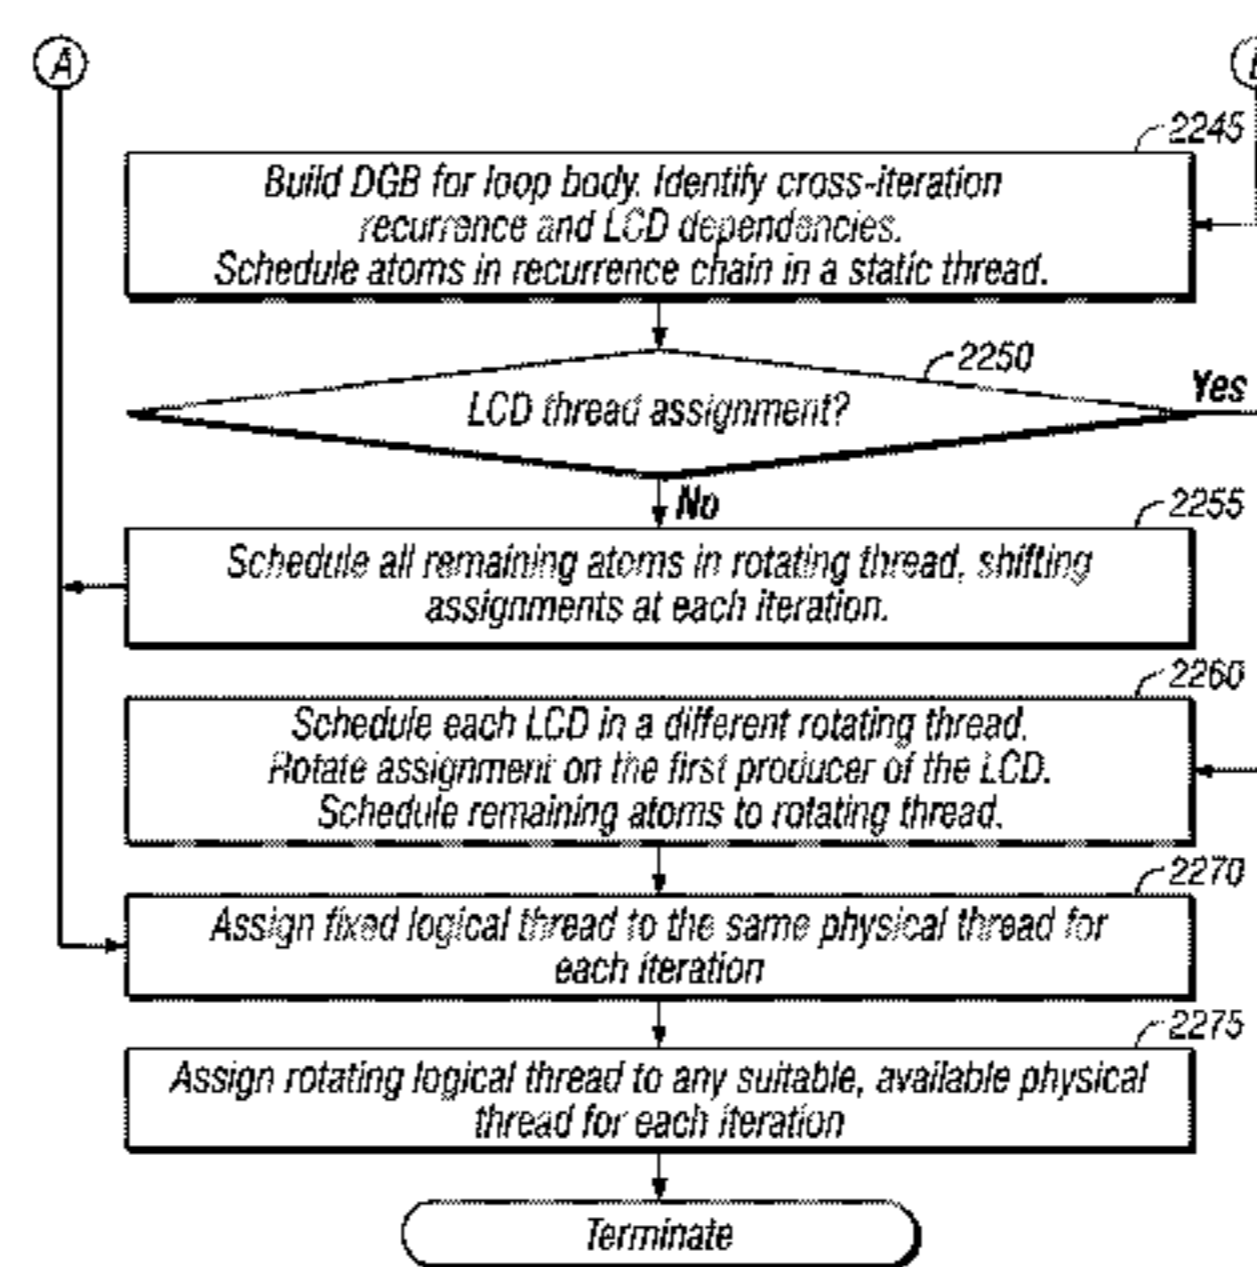 A
2245
Build DGB for loop body. Identify cross-iteration
recurrence and LCD dependencies.
Schedule atoms in recurrence chain in a static thread.
2250
LCD thread assignment?
Yes
No
2255
Schedule all remaining atoms in rotating thread, shifting
assignments at each iteration.
2260
Schedule each LCD in a different rotating thread.
Rotate assignment on the first producer of the LCD.
Schedule remaining atoms to rotating thread.
2270
Assign fixed logical thread to the same physical thread for
each iteration
2275
Assign rotating logical thread to any suitable, available physical
thread for each iteration
Terminate